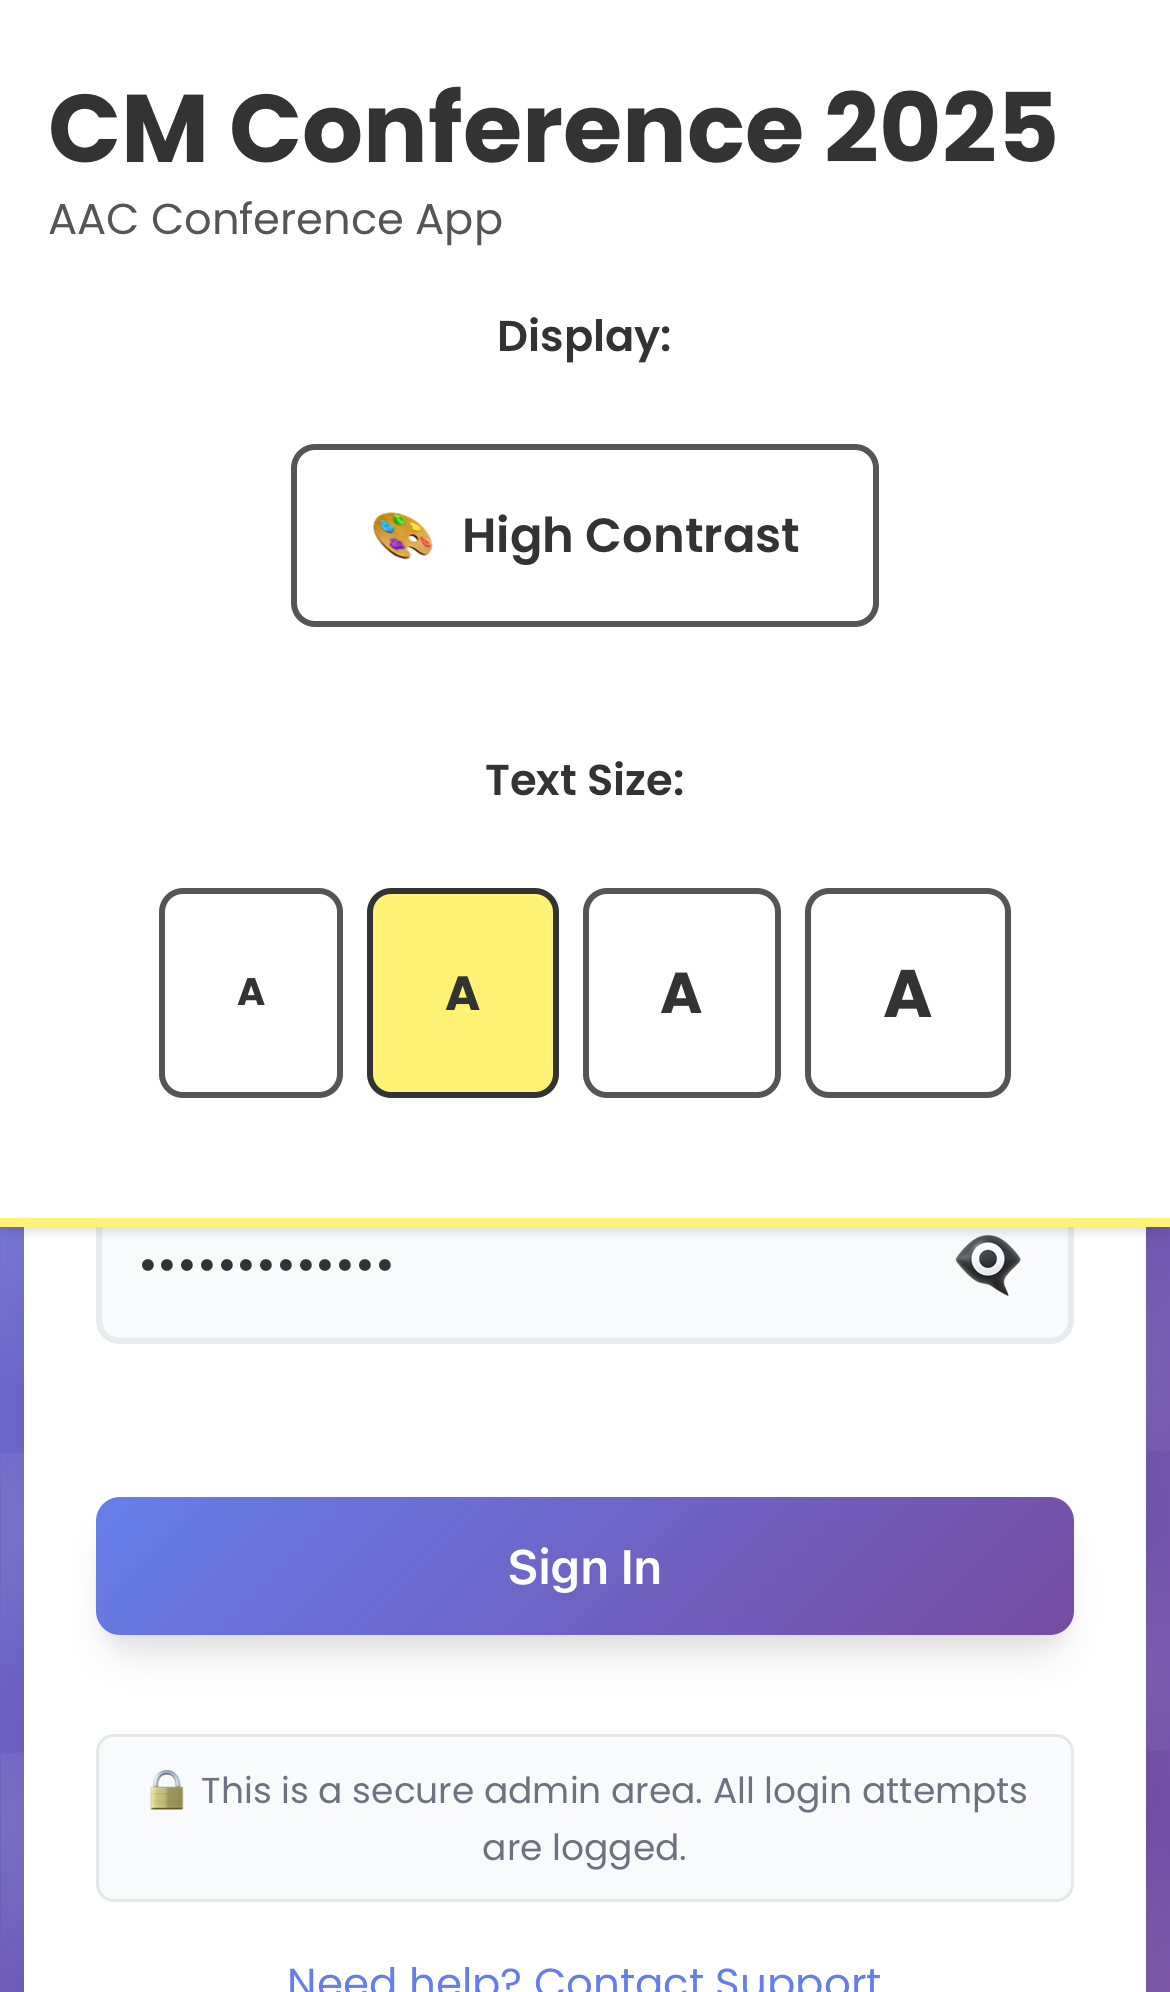 CM Conference 2025
AAC Conference App
Display:
🎨 High Contrast
Text Size:
A A A A
•••••••••••••
Sign In
🔒 This is a secure admin area. All login attempts
are logged.
Need help? Contact Support